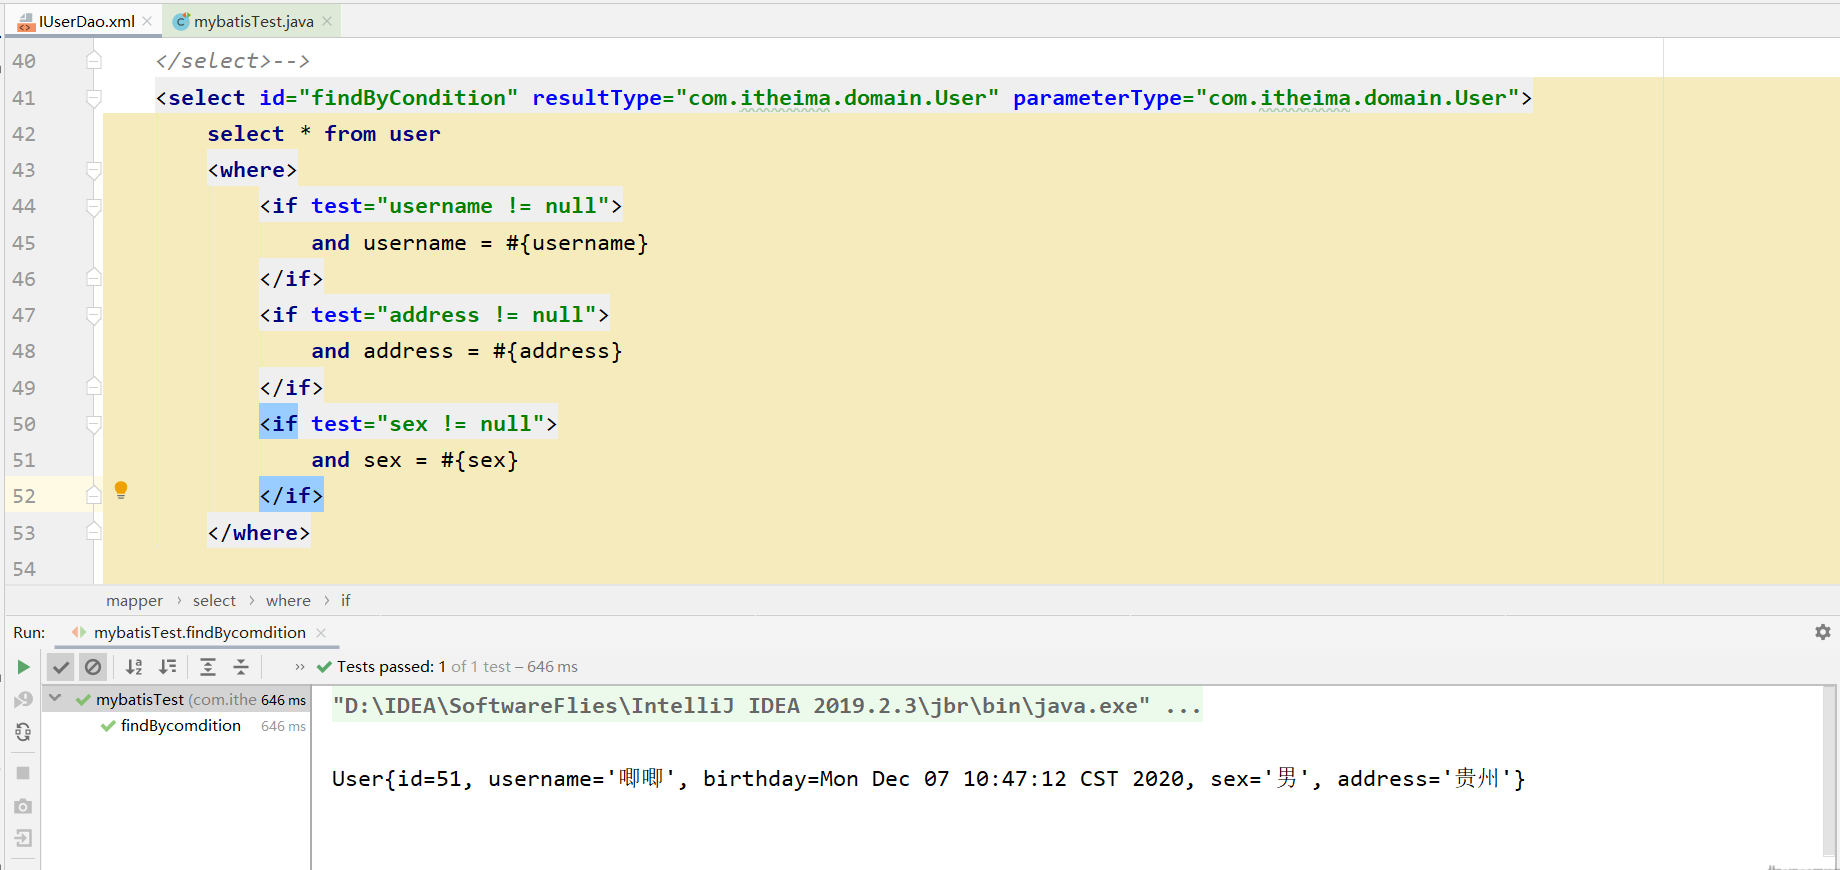 IUserDao.xml mybatisTest.java
40 </select>-->
41 <select id="findByCondition" resultType="com.itheima.domain.User" parameterType="com.itheima.domain.User">
42 select * from user
43 <where>
44 <if test="username != null">
45 and username = #{username}
46 </if>
47 <if test="address != null">
48 and address = #{address}
49 </if>
50 <if test="sex != null">
51 and sex = #{sex}
52 </if>
53 </where>
54
mapper › select › where › if
Run: mybatisTest.findBycomdition
» Tests passed: 1 of 1 test – 646 ms
mybatisTest (com.ithe 646 ms
findBycomdition 646 ms
"D:\IDEA\SoftwareFlies\IntelliJ IDEA 2019.2.3\jbr\bin\java.exe" ...
User{id=51, username='唧唧', birthday=Mon Dec 07 10:47:12 CST 2020, sex='男', address='贵州'}